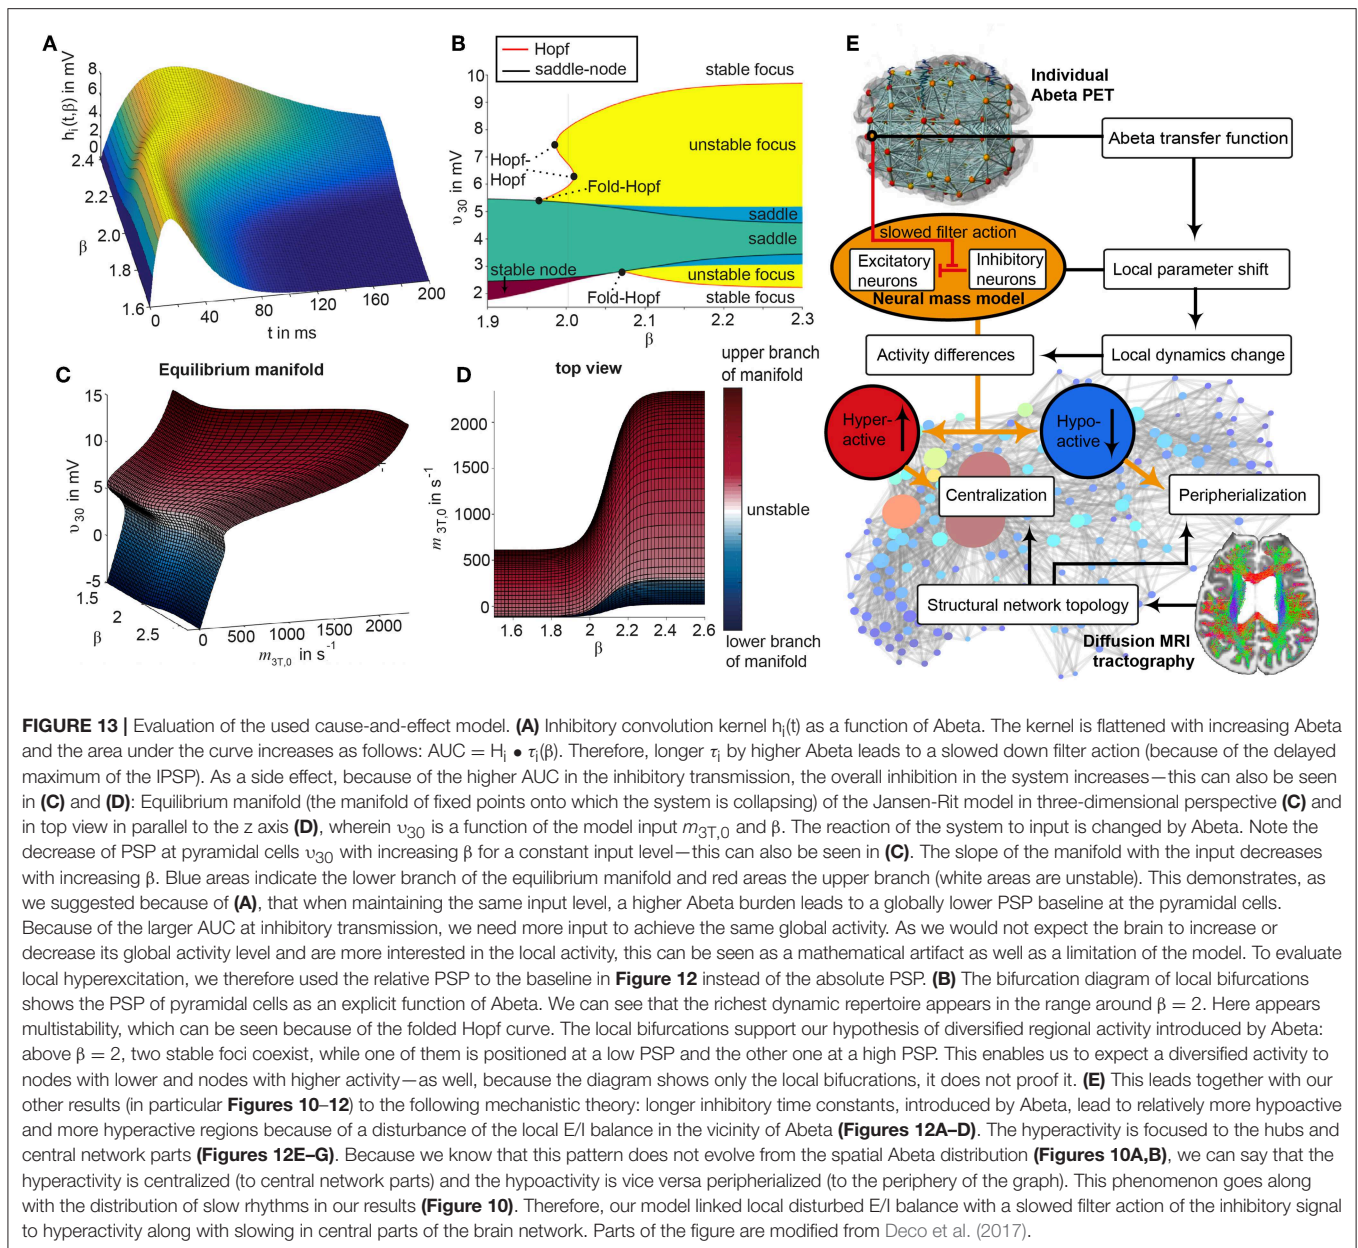 A
h_i(t,β) in mV
8
6
4
2
0
2.4
2.2
2.0
1.8
1.6
β
0
40
80
120
160
200
t in ms
B
Hopf
saddle-node
10
9
8
7
6
5
4
3
2
υ_30 in mV
stable focus
unstable focus
Hopf-
Hopf
Fold-Hopf
saddle
saddle
stable node
unstable focus
Fold-Hopf
stable focus
1.9
2.0
2.1
2.2
2.3
β
C
Equilibrium manifold
15
10
5
0
-5
υ_30 in mV
1.5
2
2.5
β
0
500
1000
1500
2000
m_3T,0 in s⁻¹
D
top view
2000
1500
1000
500
0
m_3T,0 in s⁻¹
1.6
1.8
2
2.2
2.4
2.6
β
upper branch
of manifold
unstable
lower branch
of manifold
E
Individual
Abeta PET
Abeta transfer function
slowed filter action
Excitatory
neurons
Inhibitory
neurons
Neural mass model
Local parameter shift
Activity differences
Local dynamics change
Hyper-
active
Hypo-
active
Centralization
Peripherialization
Structural network topology
Diffusion MRI
tractography
FIGURE 13 | Evaluation of the used cause-and-effect model. (A) Inhibitory convolution kernel h_i(t) as a function of Abeta. The kernel is flattened with increasing Abeta
and the area under the curve increases as follows: AUC = H_i • τ_i(β). Therefore, longer τ_i by higher Abeta leads to a slowed down filter action (because of the delayed
maximum of the IPSP). As a side effect, because of the higher AUC in the inhibitory transmission, the overall inhibition in the system increases—this can also be seen
in (C) and (D): Equilibrium manifold (the manifold of fixed points onto which the system is collapsing) of the Jansen-Rit model in three-dimensional perspective (C) and
in top view in parallel to the z axis (D), wherein υ_30 is a function of the model input m_3T,0 and β. The reaction of the system to input is changed by Abeta. Note the
decrease of PSP at pyramidal cells υ_30 with increasing β for a constant input level—this can also be seen in (C). The slope of the manifold with the input decreases
with increasing β. Blue areas indicate the lower branch of the equilibrium manifold and red areas the upper branch (white areas are unstable). This demonstrates, as
we suggested because of (A), that when maintaining the same input level, a higher Abeta burden leads to a globally lower PSP baseline at the pyramidal cells.
Because of the larger AUC at inhibitory transmission, we need more input to achieve the same global activity. As we would not expect the brain to increase or
decrease its global activity level and are more interested in the local activity, this can be seen as a mathematical artifact as well as a limitation of the model. To evaluate
local hyperexcitation, we therefore used the relative PSP to the baseline in Figure 12 instead of the absolute PSP. (B) The bifurcation diagram of local bifurcations
shows the PSP of pyramidal cells as an explicit function of Abeta. We can see that the richest dynamic repertoire appears in the range around β = 2. Here appears
multistability, which can be seen because of the folded Hopf curve. The local bifurcations support our hypothesis of diversified regional activity introduced by Abeta:
above β = 2, two stable foci coexist, while one of them is positioned at a low PSP and the other one at a high PSP. This enables us to expect a diversified activity to
nodes with lower and nodes with higher activity—as well, because the diagram shows only the local bifucrations, it does not proof it. (E) This leads together with our
other results (in particular Figures 10–12) to the following mechanistic theory: longer inhibitory time constants, introduced by Abeta, lead to relatively more hypoactive
and more hyperactive regions because of a disturbance of the local E/I balance in the vicinity of Abeta (Figures 12A–D). The hyperactivity is focused to the hubs and
central network parts (Figures 12E–G). Because we know that this pattern does not evolve from the spatial Abeta distribution (Figures 10A,B), we can say that the
hyperactivity is centralized (to central network parts) and the hypoactivity is vice versa peripherialized (to the periphery of the graph). This phenomenon goes along
with the distribution of slow rhythms in our results (Figure 10). Therefore, our model linked local disturbed E/I balance with a slowed filter action of the inhibitory signal
to hyperactivity along with slowing in central parts of the brain network. Parts of the figure are modified from Deco et al. (2017).